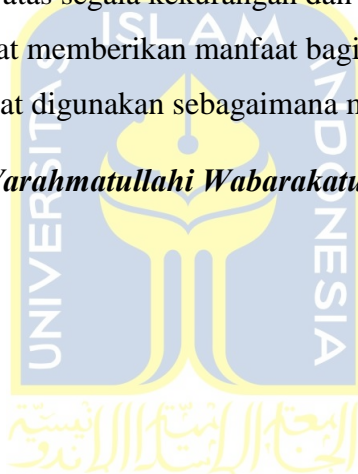 atas segala kekurangan dan
at memberikan manfaat bagi
at digunakan sebagaimana m
Warahmatullahi Wabarakatu
ISLAM
UNIVERSITAS
INDONESIA